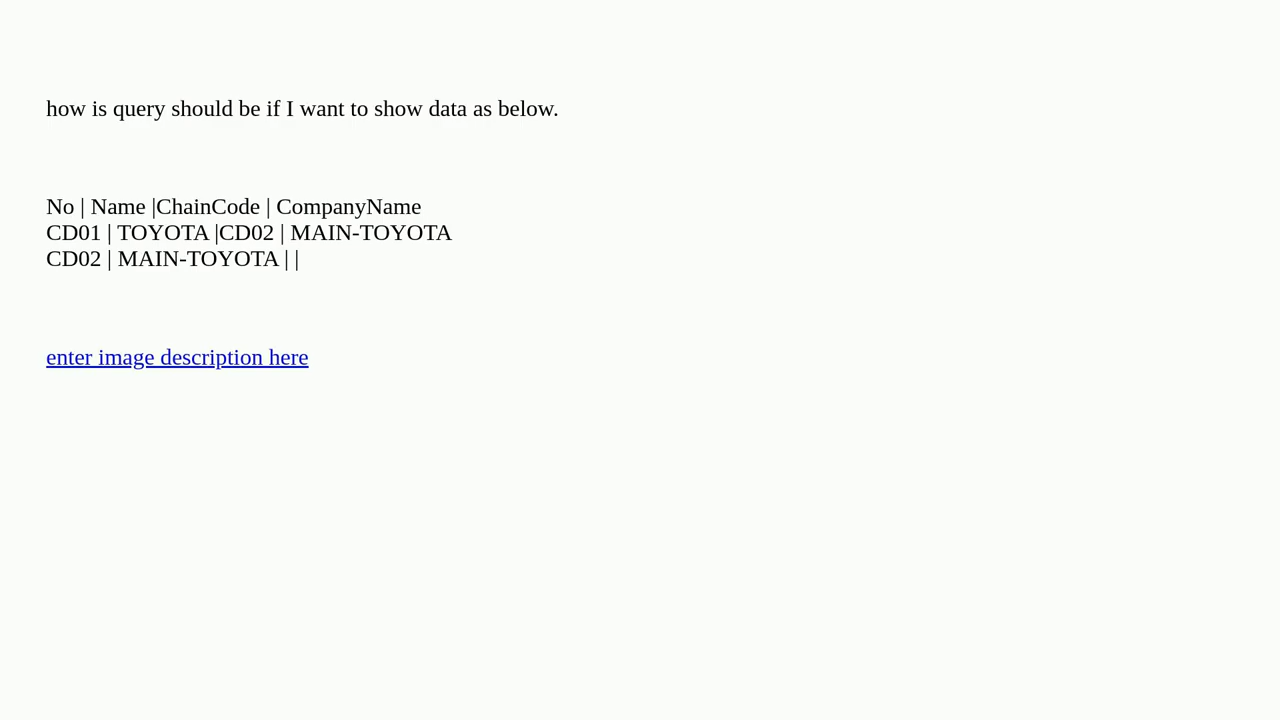 how is query should be if I want to show data as below.
No | Name |ChainCode | CompanyName
CD01 | TOYOTA |CD02 | MAIN-TOYOTA
CD02 | MAIN-TOYOTA | |
enter image description here